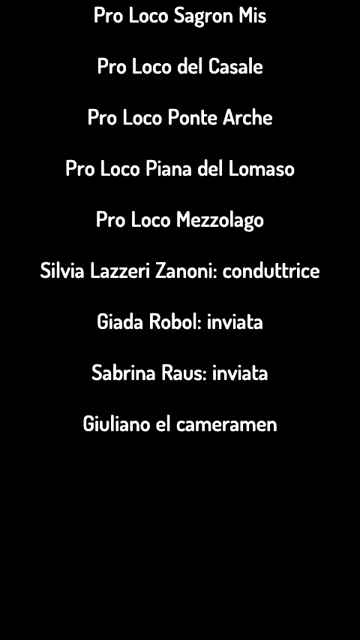 Pro Loco Sagron Mis
Pro Loco del Casale
Pro Loco Ponte Arche
Pro Loco Piana del Lomaso
Pro Loco Mezzolago
Silvia Lazzeri Zanoni: conduttrice
Giada Robol: inviata
Sabrina Raus: inviata
Giuliano el cameramen